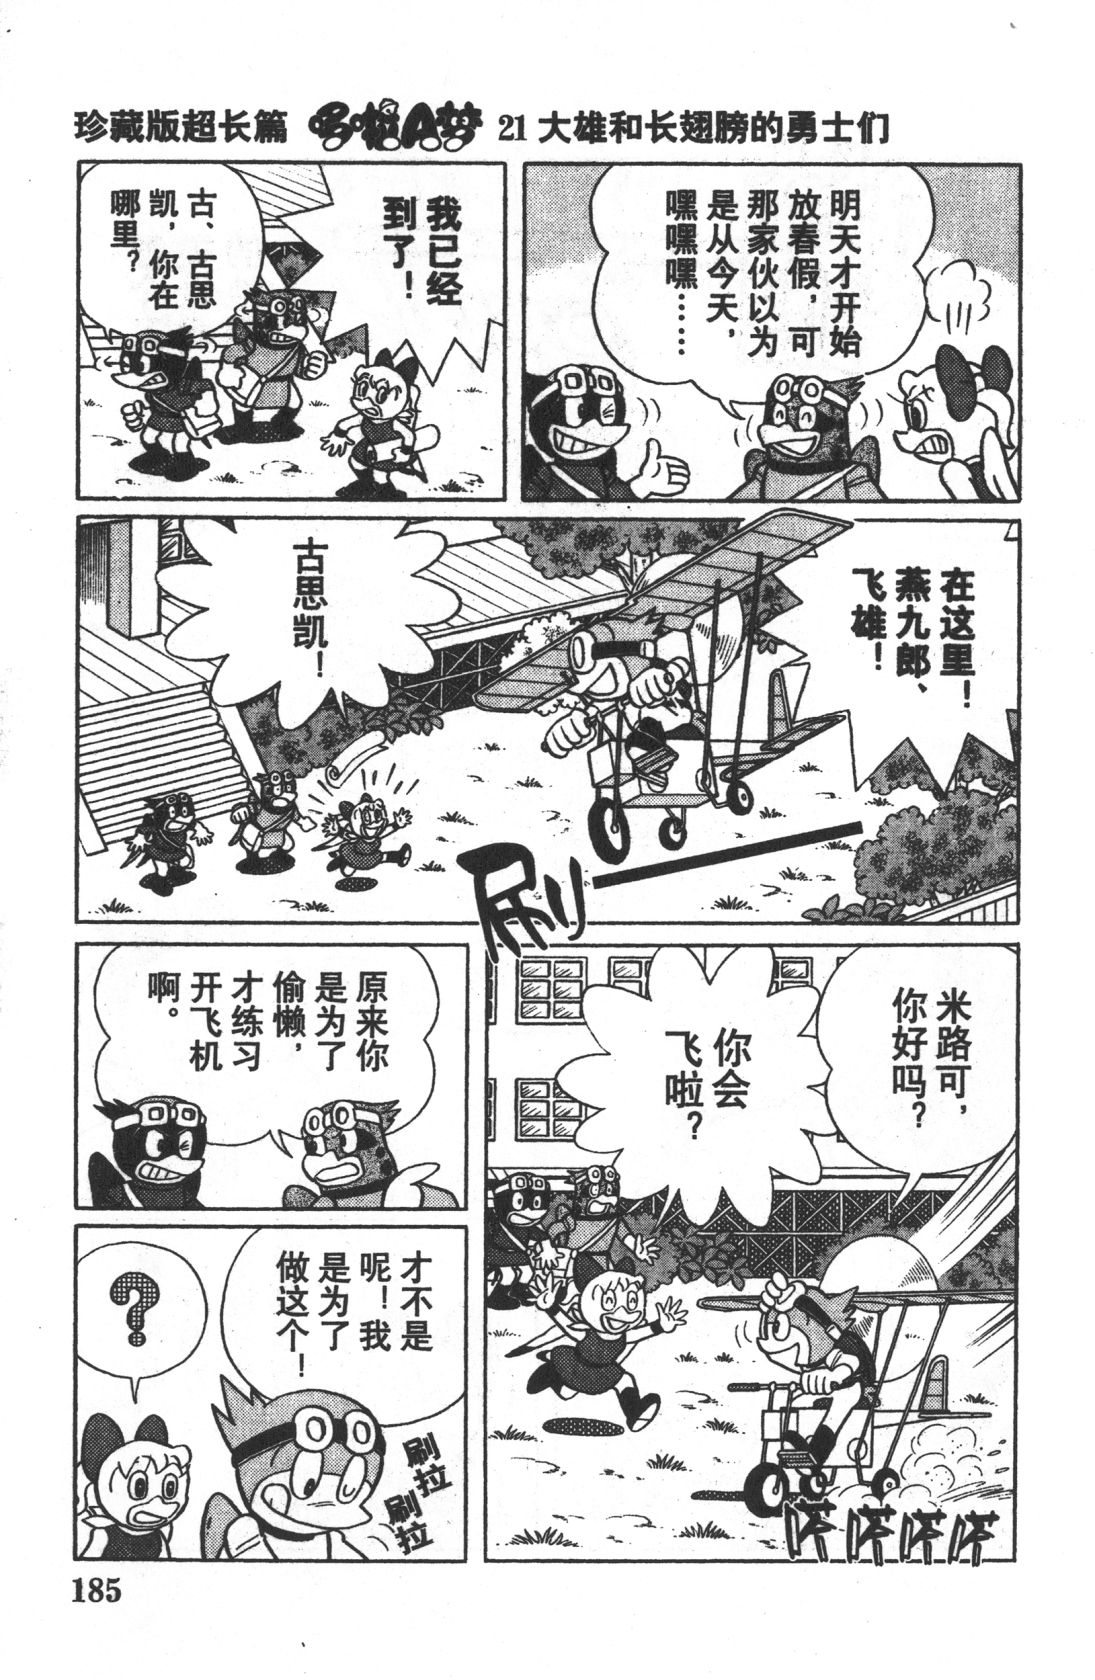 珍藏版超长篇 哆啦A梦 21 大雄和长翅膀的勇士们
明天才开始
放春假，可
那家伙以为
是从今天，
嘿嘿嘿……
我已经
到了！
古、古思
凯，你在
哪里？
在这里！
燕九郎、
飞雄！
古思凯！
刷
米路可，
你好吗？
你会
飞啦？
嗒嗒嗒嗒
原来你
是为了
偷懒，
才练习
开飞机
啊。
才不是
呢！我
是为了
做这个！
刷拉
刷拉
？
185